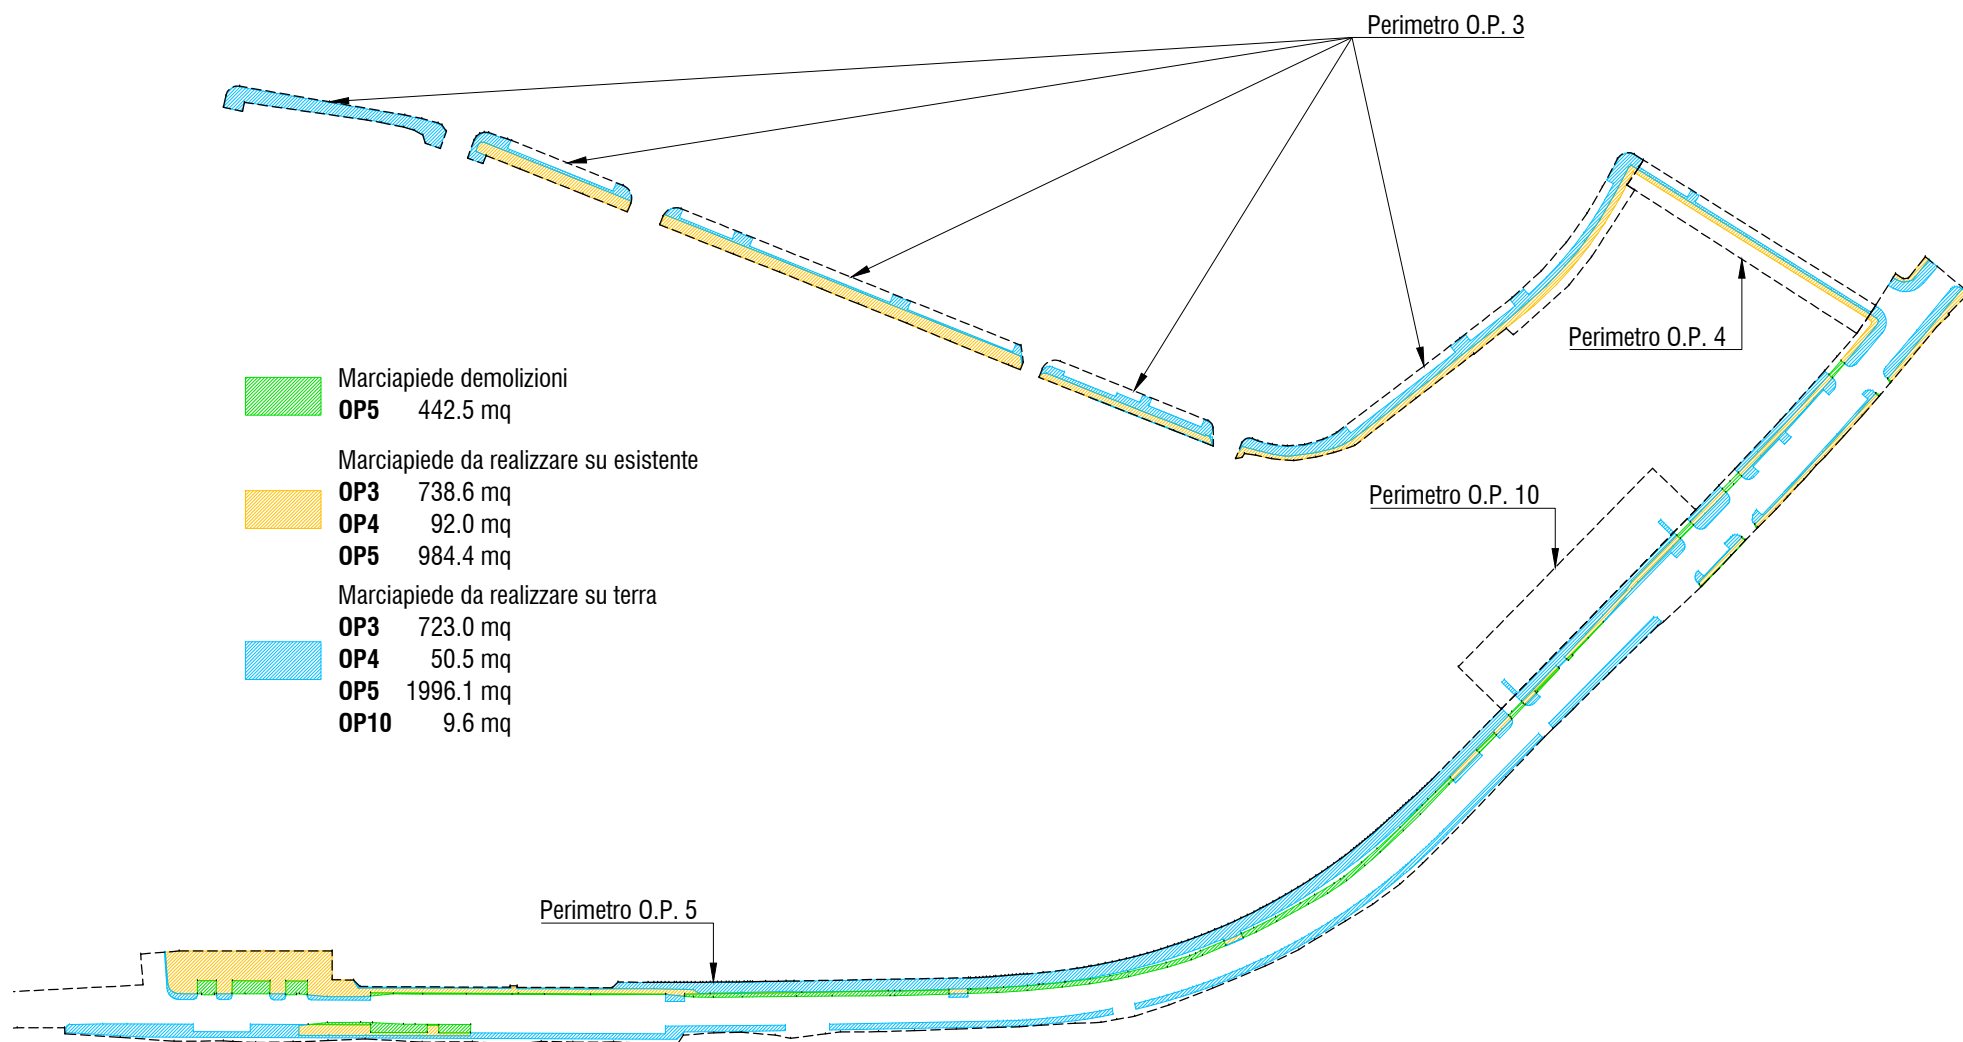 Perimetro O.P. 3
Perimetro O.P. 4
Marciapiede demolizioni
OP5 442.5 mq
Marciapiede da realizzare su esistente
OP3 738.6 mq
OP4 92.0 mq
OP5 984.4 mq
Perimetro O.P. 10
Marciapiede da realizzare su terra
OP3 723.0 mq
OP4 50.5 mq
OP5 1996.1 mq
OP10 9.6 mq
Perimetro O.P. 5